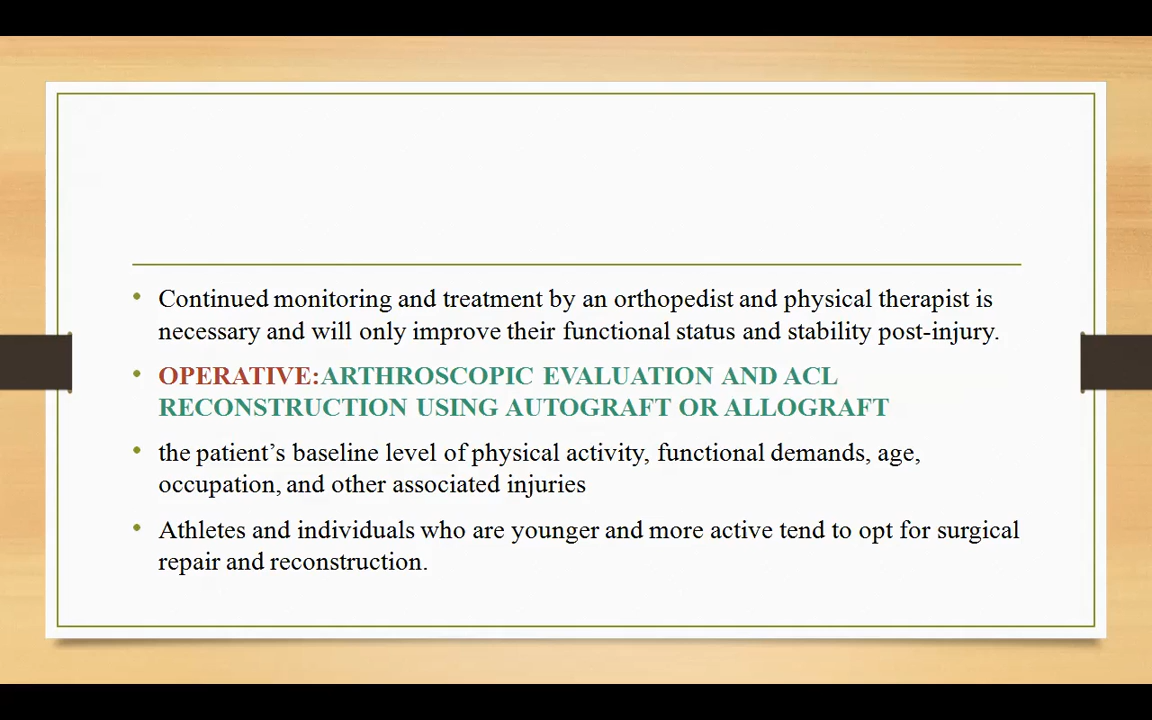 Continued monitoring and treatment by an orthopedist and physical therapist is
necessary and will only improve their functional status and stability post-injury.
OPERATIVE:ARTHROSCOPIC EVALUATION AND ACL
RECONSTRUCTION USING AUTOGRAFT OR ALLOGRAFT
the patient’s baseline level of physical activity, functional demands, age,
occupation, and other associated injuries
Athletes and individuals who are younger and more active tend to opt for surgical
repair and reconstruction.